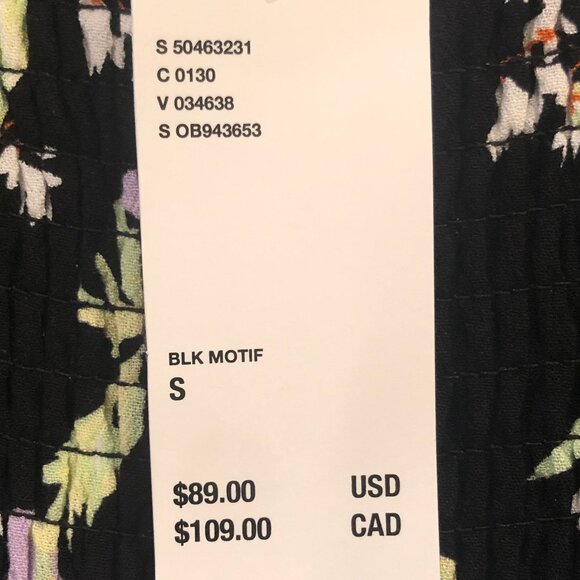 S 50463231
C 0130
V 034638
S OB943653
BLK MOTIF
S
$89.00 USD
$109.00 CAD